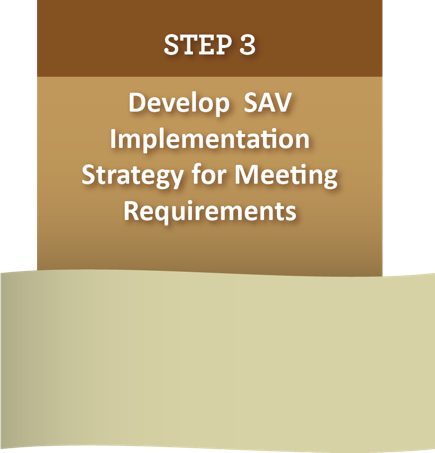 STEP 3
Develop SAV
Implementation
Strategy for Meeting
Requirements